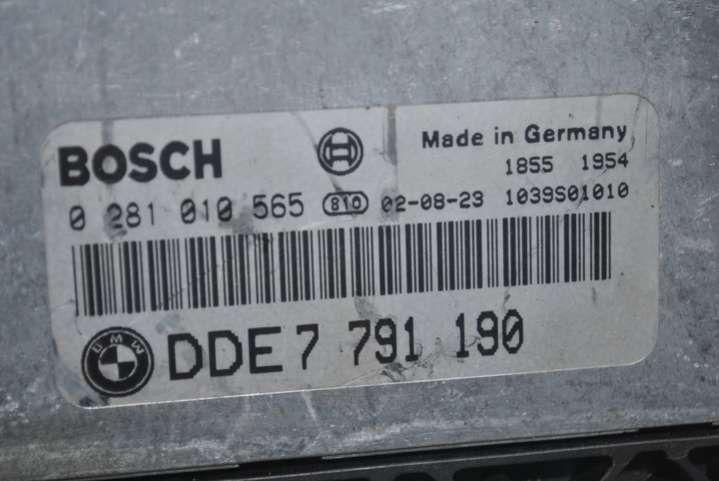 BOSCH
Made in Germany
1855 1954
0 281 010 565 810 02-08-23 1039S01010
BMW
DDE 7 791 190